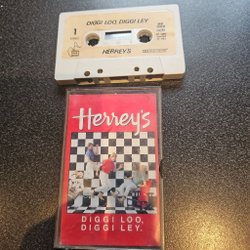 DIGGI LOO, DIGGI LEY
1
HERREY'S
Herrey's
DIGGI LOO,
DIGGI LEY.